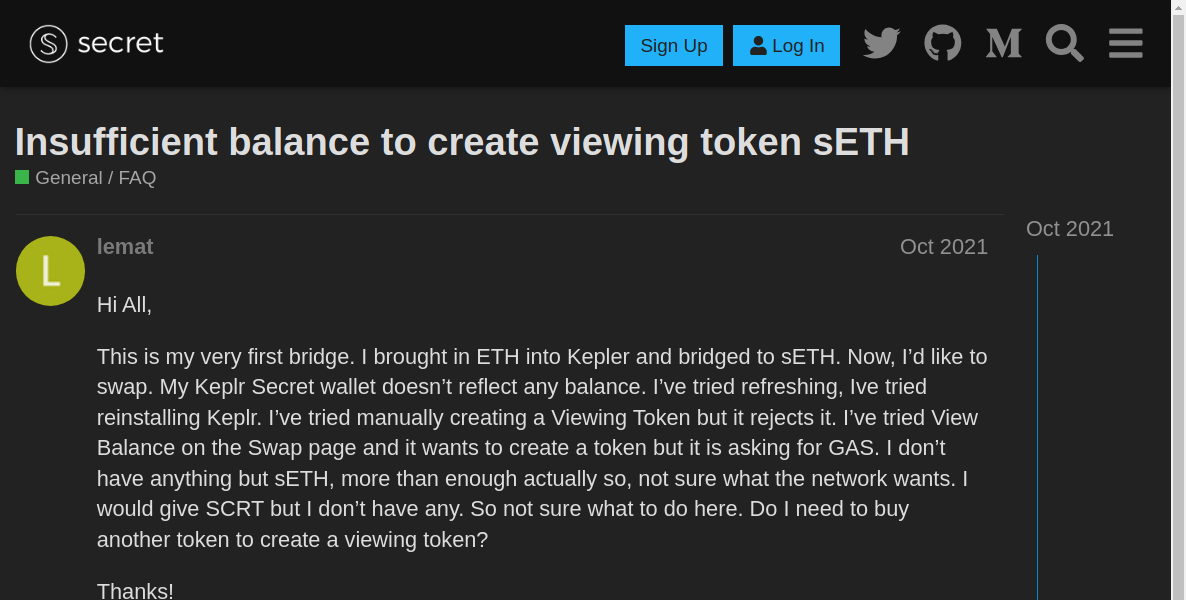 secret
Sign Up
Log In
Insufficient balance to create viewing token sETH
General / FAQ
Oct 2021
L
lemat
Oct 2021
Hi All,
This is my very first bridge. I brought in ETH into Kepler and bridged to sETH. Now, I’d like to
swap. My Keplr Secret wallet doesn’t reflect any balance. I’ve tried refreshing, Ive tried
reinstalling Keplr. I’ve tried manually creating a Viewing Token but it rejects it. I’ve tried View
Balance on the Swap page and it wants to create a token but it is asking for GAS. I don’t
have anything but sETH, more than enough actually so, not sure what the network wants. I
would give SCRT but I don’t have any. So not sure what to do here. Do I need to buy
another token to create a viewing token?
Thanks!